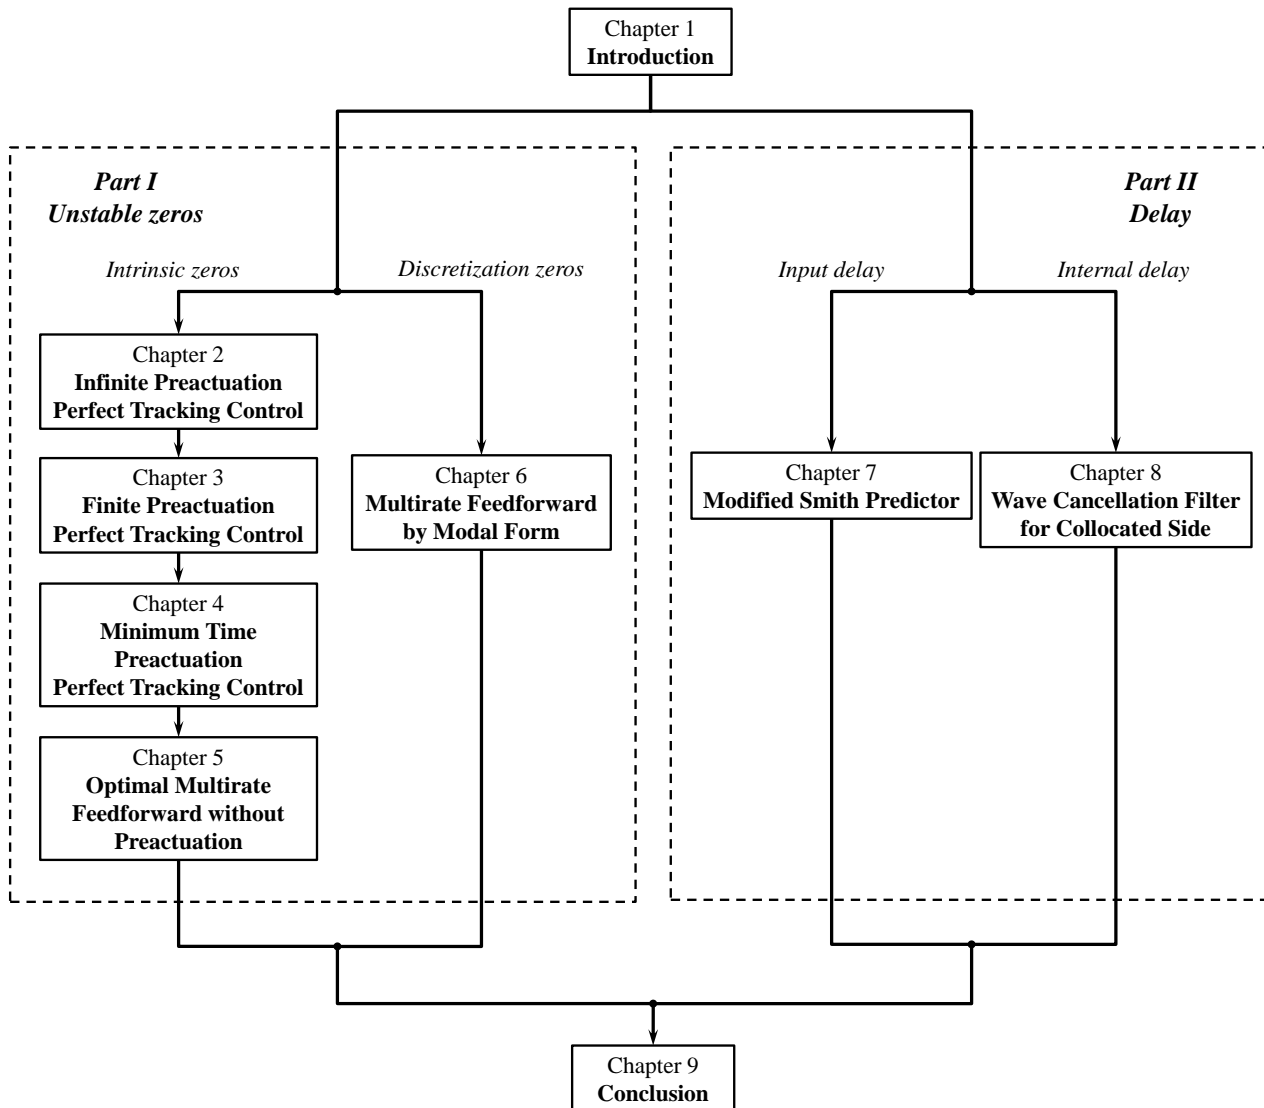 Chapter 1
Introduction
Part I
Unstable zeros
Part II
Delay
Intrinsic zeros
Discretization zeros
Input delay
Internal delay
Chapter 2
Infinite Preactuation
Perfect Tracking Control
Chapter 3
Finite Preactuation
Perfect Tracking Control
Chapter 4
Minimum Time
Preactuation
Perfect Tracking Control
Chapter 5
Optimal Multirate
Feedforward without
Preactuation
Chapter 6
Multirate Feedforward
by Modal Form
Chapter 7
Modified Smith Predictor
Chapter 8
Wave Cancellation Filter
for Collocated Side
Chapter 9
Conclusion